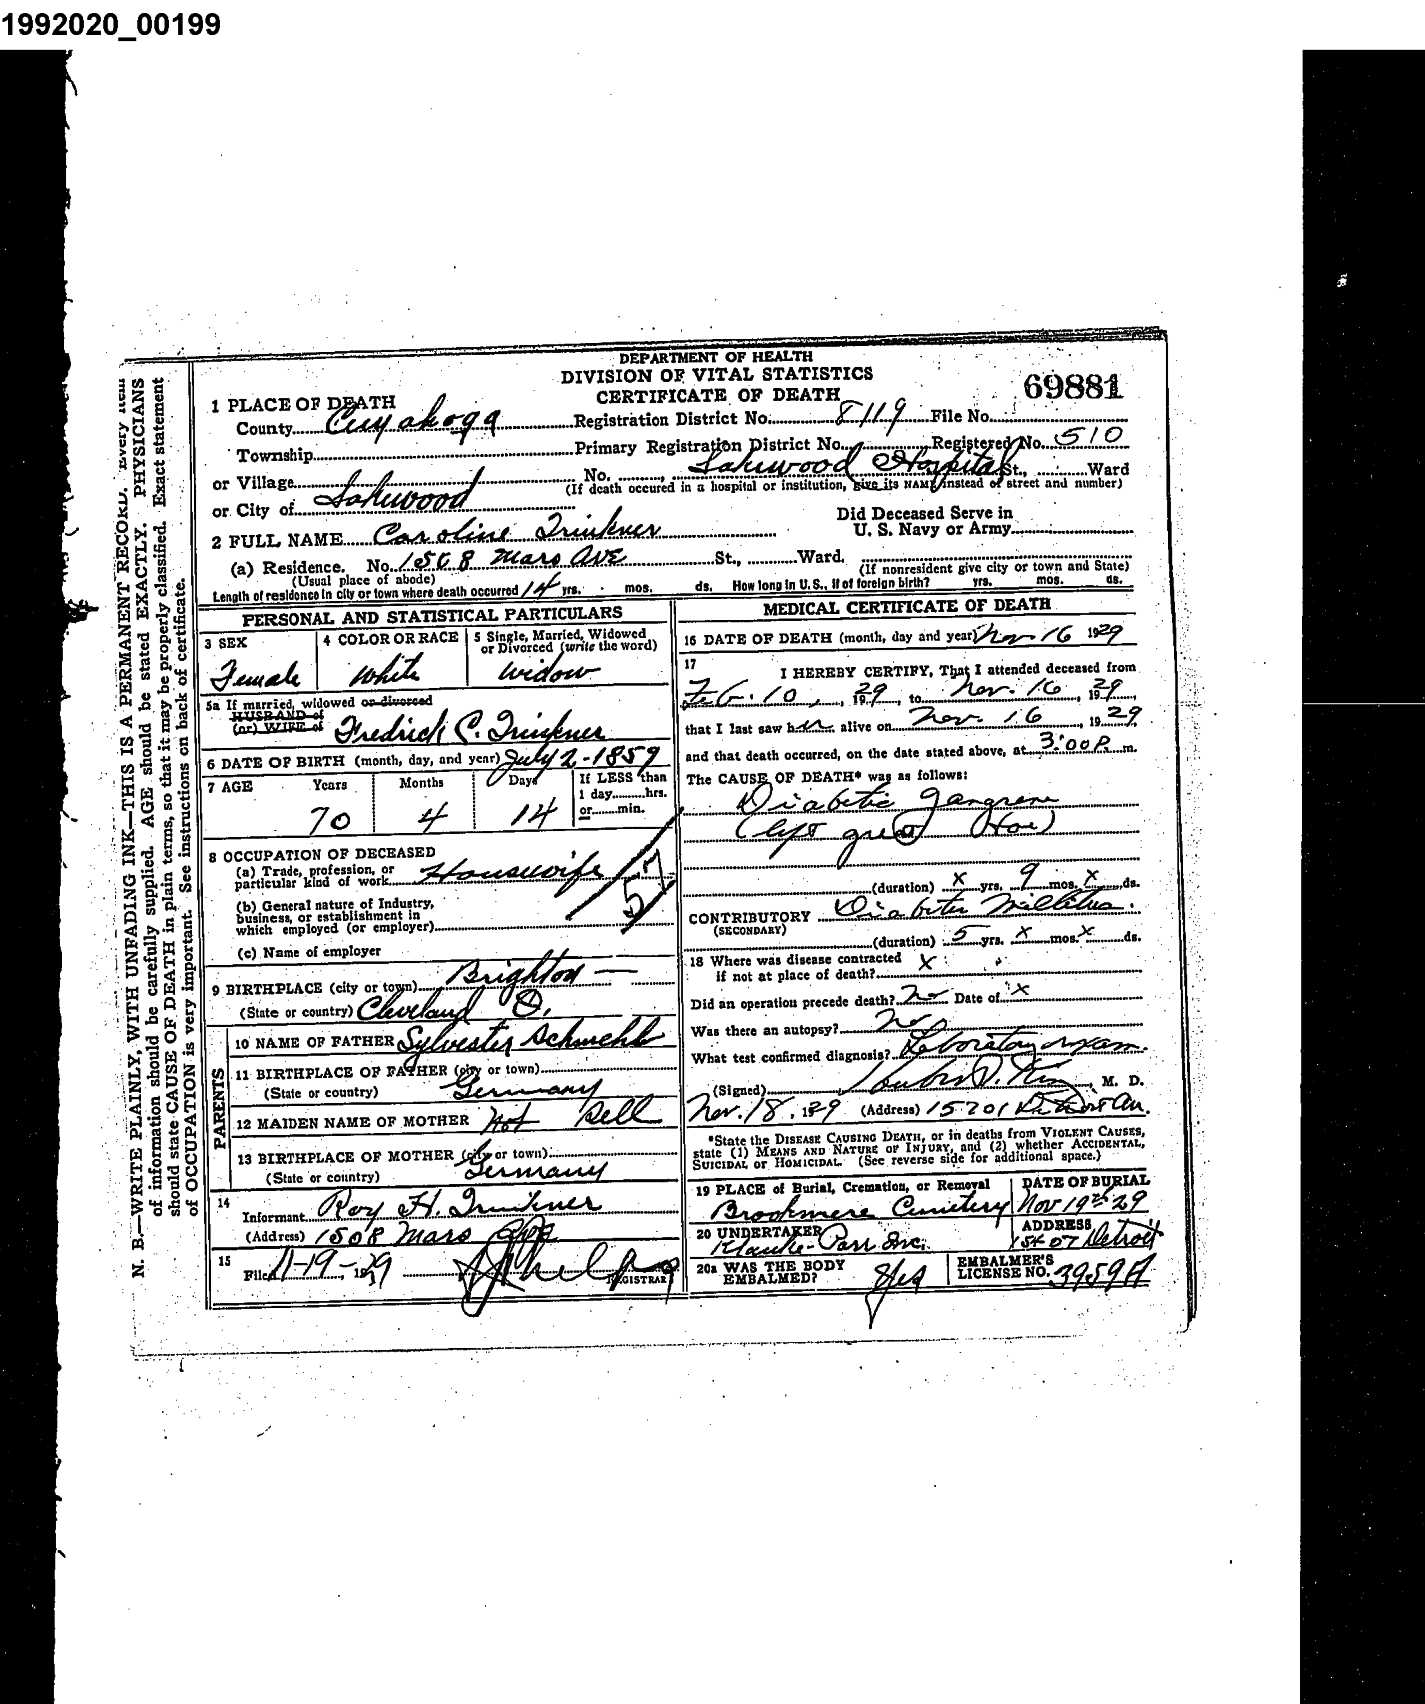 1992020_00199
DEPARTMENT OF HEALTH
DIVISION OF VITAL STATISTICS
CERTIFICATE OF DEATH
69881
1 PLACE OF DEATH
County Cuyahoga Registration District No. 8119 File No.
Township Primary Registration District No. Registered No. 510
or Village No. Lakewood Hospital St., Ward
(If death occured in a hospital or institution, give its NAME instead of street and number)
or City of Lakewood
Did Deceased Serve in
U. S. Navy or Army
2 FULL NAME Caroline Trinkner
(a) Residence. No. 1508 Mars Ave St., Ward.
(Usual place of abode) (If nonresident give city or town and State)
Length of residence in city or town where death occurred 14 yrs. mos. ds. How long in U. S., if of foreign birth? yrs. mos. ds.
PERSONAL AND STATISTICAL PARTICULARS
3 SEX 4 COLOR OR RACE 5 Single, Married, Widowed
or Divorced (write the word)
Female White Widow
5a If married, widowed or divorced
HUSBAND of
(or) WIFE of Fredrick C. Trinkner
6 DATE OF BIRTH (month, day, and year) July 2 - 1859
7 AGE Years Months Days If LESS than
1 day hrs.
or min.
70 4 14
8 OCCUPATION OF DECEASED
(a) Trade, profession, or
particular kind of work Housewife
57
(b) General nature of Industry,
business, or establishment in
which employed (or employer)
(c) Name of employer
9 BIRTHPLACE (city or town) Brighton —
(State or country) Cleveland O.
PARENTS
10 NAME OF FATHER Sylvester Schmehl
11 BIRTHPLACE OF FATHER (city or town)
(State or country) Germany
12 MAIDEN NAME OF MOTHER Not Dell
13 BIRTHPLACE OF MOTHER (city or town)
(State or country) Germany
14
Informant Roy H. Trinkner
(Address) 1508 Mars Ave
15
Filed 11-19-, 1929 REGISTRAR
MEDICAL CERTIFICATE OF DEATH
16 DATE OF DEATH (month, day and year) Nov 16 1929
17
I HEREBY CERTIFY, That I attended deceased from
Feb. 10, 1929, to Nov. 16, 1929,
that I last saw her alive on Nov. 16, 1929
and that death occurred, on the date stated above, at 3:00 P. m.
The CAUSE OF DEATH* was as follows:
Diabetic gangrene
(left great toe)
(duration) x yrs. 9 mos. x ds.
CONTRIBUTORY Diabetes Mellitus.
(SECONDARY)
(duration) 5 yrs. x mos. x ds.
18 Where was disease contracted
if not at place of death? x
Did an operation precede death? No Date of x
Was there an autopsy? No
What test confirmed diagnosis? Laboratory exam.
(Signed) M. D.
Nov. 18, 1929 (Address) 15701 Detroit Av.
*State the DISEASE CAUSING DEATH, or in deaths from VIOLENT CAUSES,
state (1) MEANS AND NATURE OF INJURY, and (2) whether ACCIDENTAL,
SUICIDAL or HOMICIDAL. (See reverse side for additional space.)
19 PLACE of Burial, Cremation, or Removal DATE OF BURIAL
Brookmere Cemetery Nov 19th 29
20 UNDERTAKER ADDRESS
Inc. 15407 Detroit
20a WAS THE BODY
EMBALMED? Yes
EMBALMER'S
LICENSE NO. 3959A
N. B.—WRITE PLAINLY, WITH UNFADING INK—THIS IS A PERMANENT RECORD. Every item
of information should be carefully supplied. AGE should be stated EXACTLY. PHYSICIANS
should state CAUSE OF DEATH in plain terms, so that it may be properly classified. Exact statement
of OCCUPATION is very important. See instructions on back of certificate.